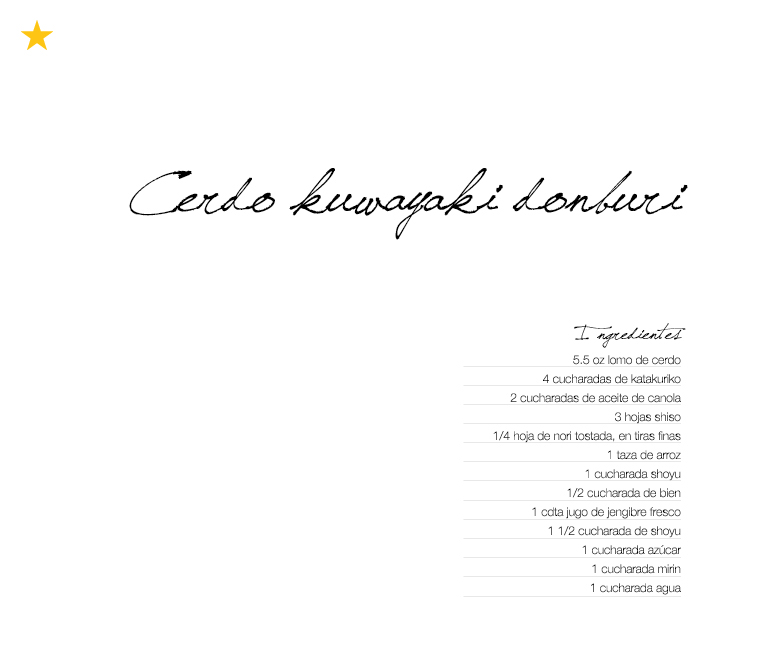 Cerdo kuwayaki donburi
Ingredientes
5.5 oz lomo de cerdo
4 cucharadas de katakuriko
2 cucharadas de aceite de canola
3 hojas shiso
1/4 hoja de nori tostada, en tiras finas
1 taza de arroz
1 cucharada shoyu
1/2 cucharada de bien
1 cdta jugo de jengibre fresco
1 1/2 cucharada de shoyu
1 cucharada azúcar
1 cucharada mirin
1 cucharada agua